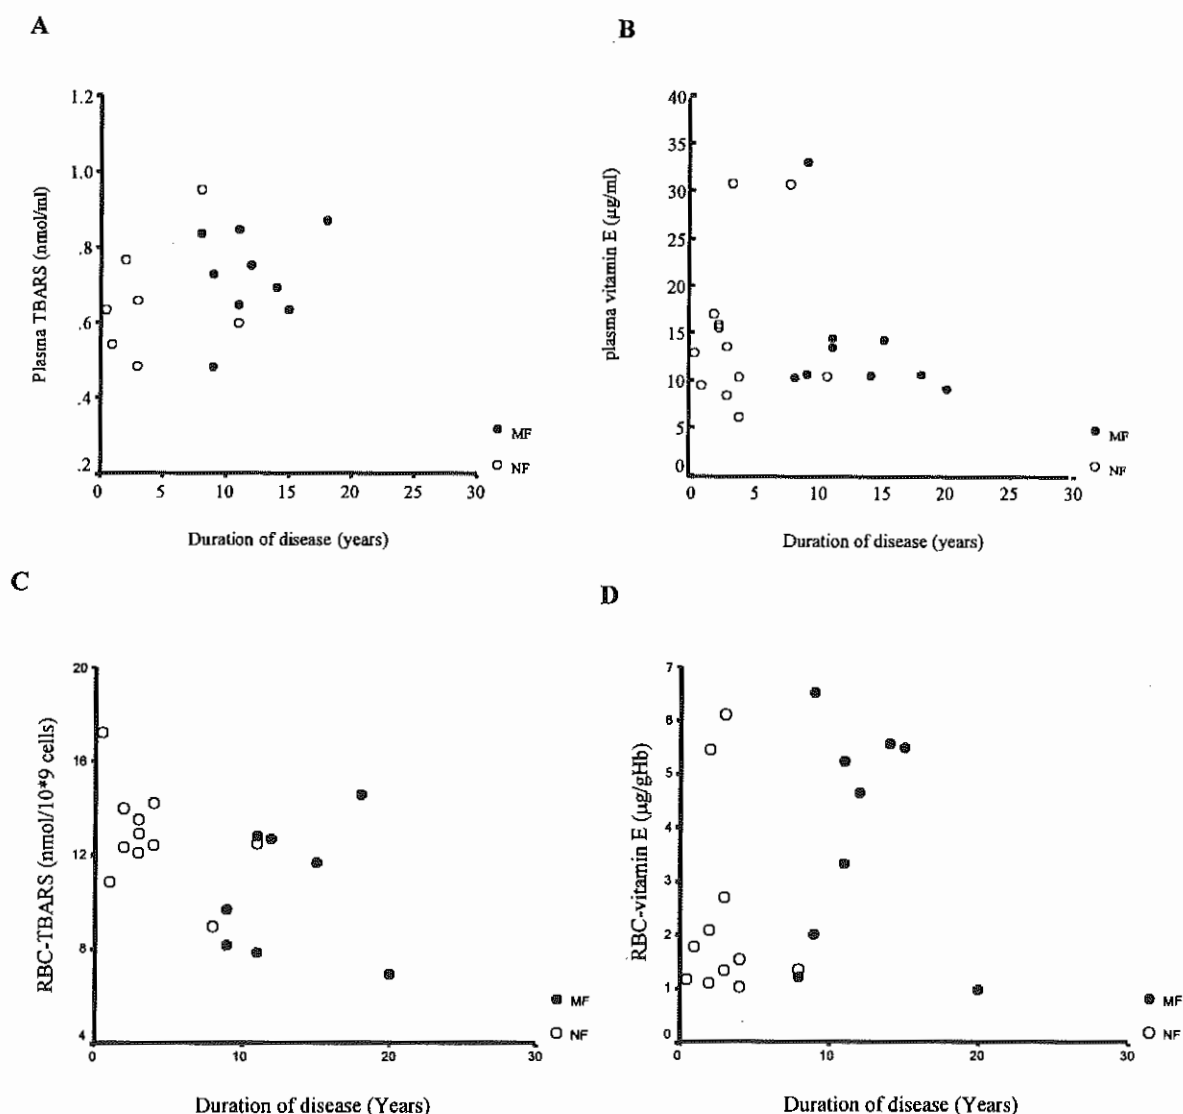 A
1.2
1.0
.8
.6
.4
.2
Plasma TBARS (nmol/ml)
0 5 10 15 20 25 30
Duration of disease (years)
MF
NF
B
40
35
30
25
20
15
10
5
0
plasma vitamin E (µg/ml)
0 5 10 15 20 25 30
Duration of disease (years)
MF
NF
C
20
16
12
8
4
RBC-TBARS (nmol/10*9 cells)
0 10 20 30
Duration of disease (Years)
MF
NF
D
7
6
5
4
3
2
1
0
RBC-vitamin E (µg/gHb)
0 10 20 30
Duration of disease (Years)
MF
NF